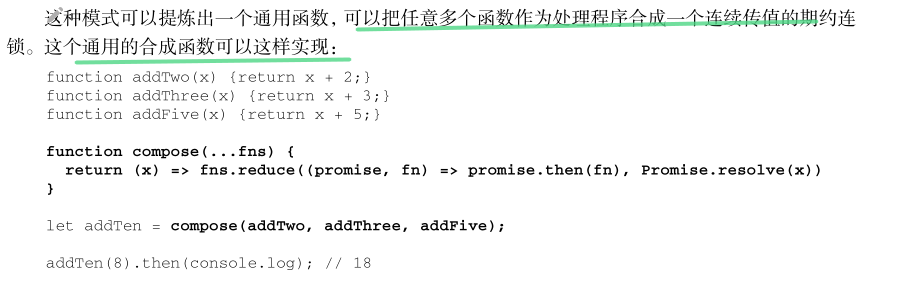 这种模式可以提炼出一个通用函数，可以把任意多个函数作为处理程序合成一个连续传值的期约连
锁。这个通用的合成函数可以这样实现：
function addTwo(x) {return x + 2;}
function addThree(x) {return x + 3;}
function addFive(x) {return x + 5;}
function compose(...fns) {
return (x) => fns.reduce((promise, fn) => promise.then(fn), Promise.resolve(x))
}
let addTen = compose(addTwo, addThree, addFive);
addTen(8).then(console.log); // 18